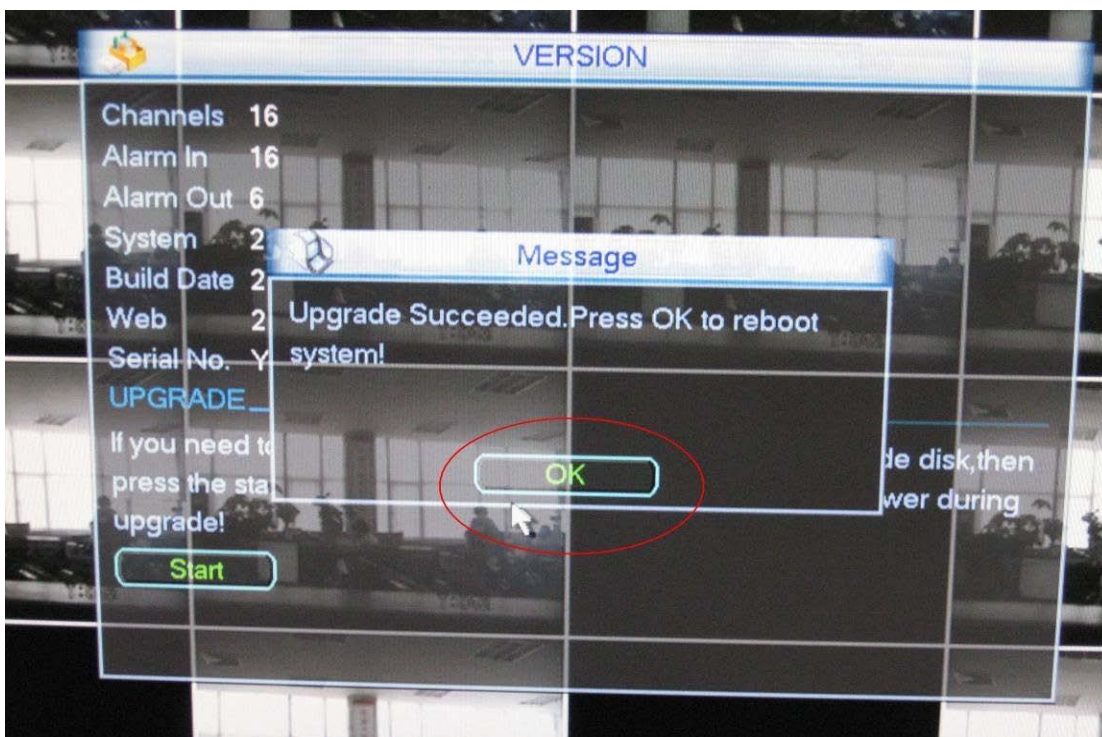 VERSION
Channels 16
Alarm In 16
Alarm Out 6
System 2
Build Date 2
Web 2
Serial No. Y
Message
Upgrade Succeeded.Press OK to reboot
system!
OK
UPGRADE
If you need to
de disk,then
press the sta
wer during
upgrade!
Start